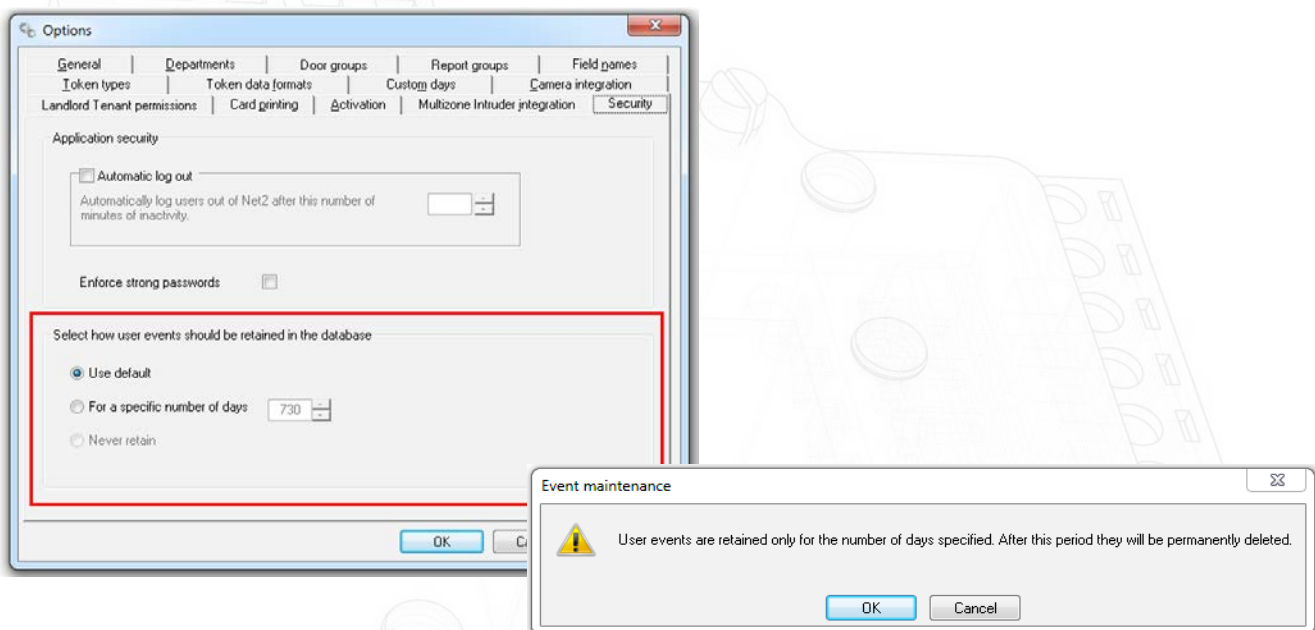 Options
General Departments Door groups Report groups Field names
Token types Token data formats Custom days Camera integration
Landlord Tenant permissions Card printing Activation Multizone Intruder integration Security
Application security
Automatic log out
Automatically log users out of Net2 after this number of
minutes of inactivity.
Enforce strong passwords
Select how user events should be retained in the database
Use default
For a specific number of days 730
Never retain
OK
Event maintenance
User events are retained only for the number of days specified. After this period they will be permanently deleted.
OK Cancel